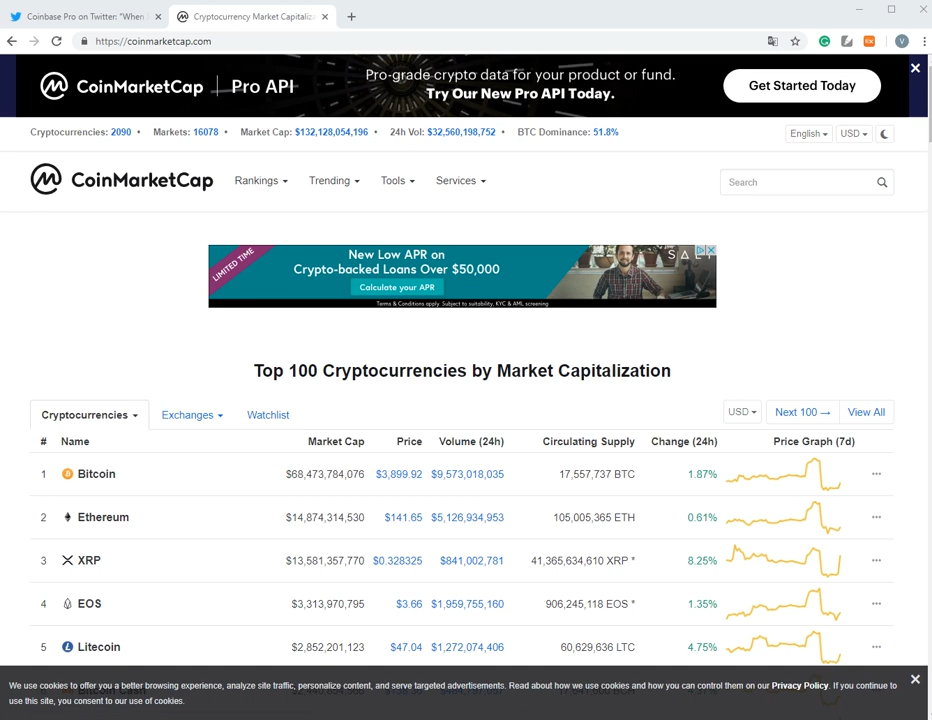 Coinbase Pro on Twitter: "When
Cryptocurrency Market Capitaliz
https://coinmarketcap.com
V
CoinMarketCap | Pro API
Pro-grade crypto data for your product or fund.
Try Our New Pro API Today.
Get Started Today
Cryptocurrencies: 2090 • Markets: 16078 • Market Cap: $132,128,054,196 • 24h Vol: $32,560,198,752 • BTC Dominance: 51.8%
English USD
CoinMarketCap Rankings Trending Tools Services Search
LIMITED TIME
New Low APR on
Crypto-backed Loans Over $50,000
Calculate your APR
Terms & Conditions apply. Subject to suitability, KYC & AML screening
SALT
Top 100 Cryptocurrencies by Market Capitalization
Cryptocurrencies Exchanges Watchlist USD Next 100 → View All
# Name Market Cap Price Volume (24h) Circulating Supply Change (24h) Price Graph (7d)
1 Bitcoin $68,473,784,076 $3,899.92 $9,573,018,035 17,557,737 BTC 1.87%
2 Ethereum $14,874,314,530 $141.65 $5,126,934,953 105,005,365 ETH 0.61%
3 XRP $13,581,357,770 $0.328325 $841,002,781 41,365,634,610 XRP * 8.25%
4 EOS $3,313,970,795 $3.66 $1,959,755,160 906,245,118 EOS * 1.35%
5 Litecoin $2,852,201,123 $47.04 $1,272,074,406 60,629,636 LTC 4.75%
We use cookies to offer you a better browsing experience, analyze site traffic, personalize content, and serve targeted advertisements. Read about how we use cookies and how you can control them on our Privacy Policy. If you continue to
use this site, you consent to our use of cookies.